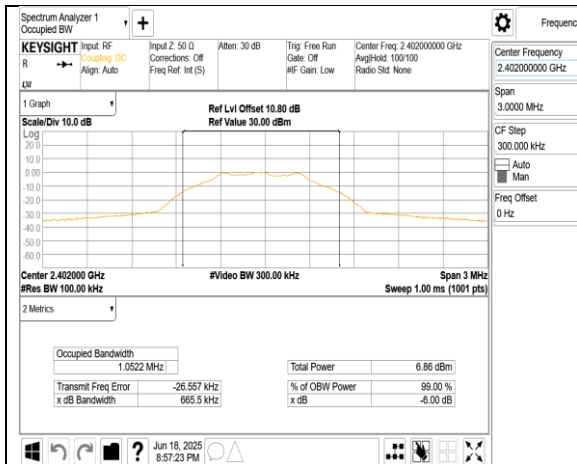 Spectrum Analyzer 1
Occupied BW
Frequenc
KEYSIGHT
Input: RF
Coupling: DC
Align: Auto
Input Z: 50 Ω
Corrections: Off
Freq Ref: Int (S)
Atten: 30 dB
Trig: Free Run
Gate: Off
#IF Gain: Low
Center Freq: 2.402000000 GHz
Avg|Hold: 100/100
Radio Std: None
R
LXI
Center Frequency
2.402000000 GHz
Span
3.0000 MHz
CF Step
300.000 kHz
Auto
Man
Freq Offset
0 Hz
1 Graph
Scale/Div 10.0 dB
Ref Lvl Offset 10.80 dB
Ref Value 30.00 dBm
Log
20.0
10.0
0.00
-10.0
-20.0
-30.0
-40.0
-50.0
-60.0
Center 2.402000 GHz
#Res BW 100.00 kHz
#Video BW 300.00 kHz
Span 3 MHz
Sweep 1.00 ms (1001 pts)
2 Metrics
Occupied Bandwidth
1.0522 MHz
Total Power 6.86 dBm
Transmit Freq Error -26.557 kHz
% of OBW Power 99.00 %
x dB Bandwidth 665.5 kHz
x dB -6.00 dB
?
Jun 18, 2025
8:57:23 PM